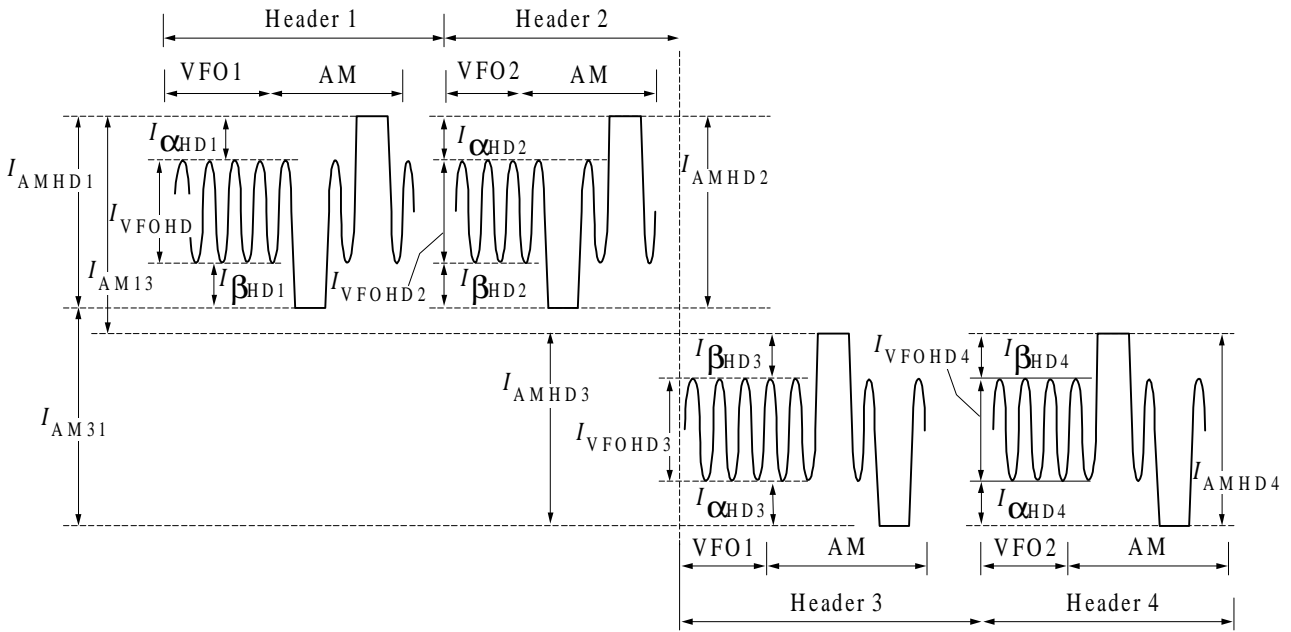 Header 1 Header 2
VFO1 AM VFO2 AM
IαHD1 IαHD2
IAMHD1 IAMHD2
IVFOHD
IAM13 IβHD1 IVFOHD2 IβHD2
IβHD3 IVFOHD4 IβHD4
IAMHD3
IAM31 IVFOHD3
IαHD3 IαHD4 IAMHD4
VFO1 AM VFO2 AM
Header 3 Header 4